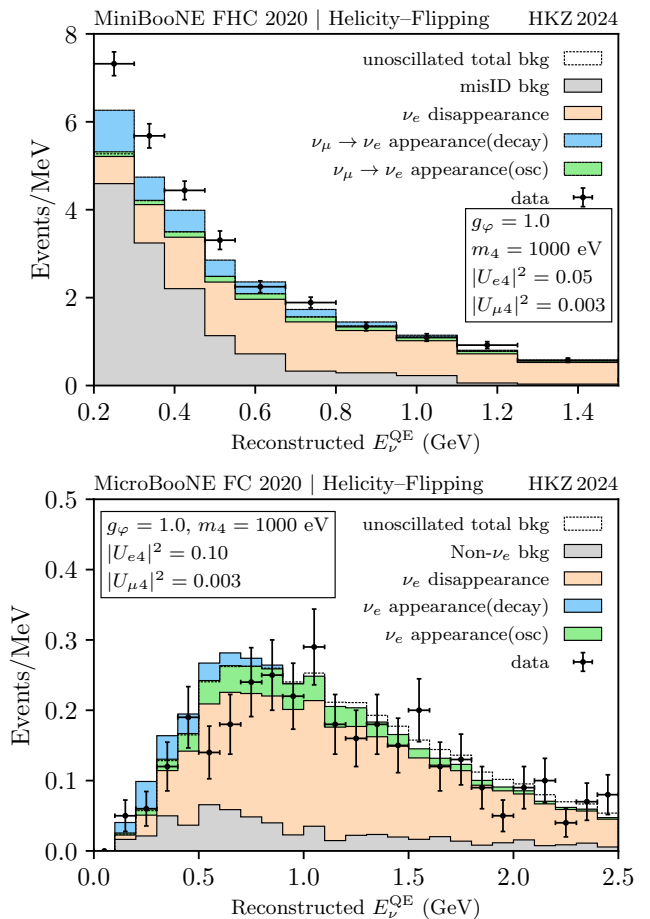 MiniBooNE FHC 2020 | Helicity–Flipping HKZ 2024
8
6
4
2
0
Events/MeV
unoscillated total bkg
misID bkg
νe disappearance
νμ → νe appearance(decay)
νμ → νe appearance(osc)
data
gφ = 1.0
m4 = 1000 eV
|Ue4|² = 0.05
|Uμ4|² = 0.003
0.2 0.4 0.6 0.8 1.0 1.2 1.4
Reconstructed EνQE (GeV)
MicroBooNE FC 2020 | Helicity–Flipping HKZ 2024
0.5
0.4
0.3
0.2
0.1
0.0
Events/MeV
gφ = 1.0, m4 = 1000 eV
|Ue4|² = 0.10
|Uμ4|² = 0.003
unoscillated total bkg
Non-νe bkg
νe disappearance
νe appearance(decay)
νe appearance(osc)
data
0.0 0.5 1.0 1.5 2.0 2.5
Reconstructed EνQE (GeV)